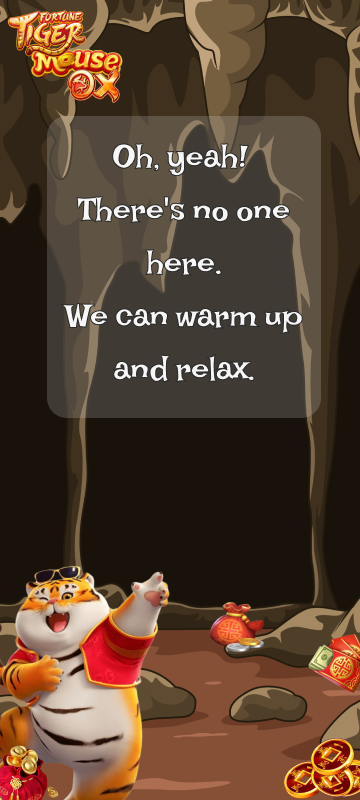 FORTUNE
TIGER
Mouse
OX
Oh, yeah!
There's no one
here.
We can warm up
and relax.